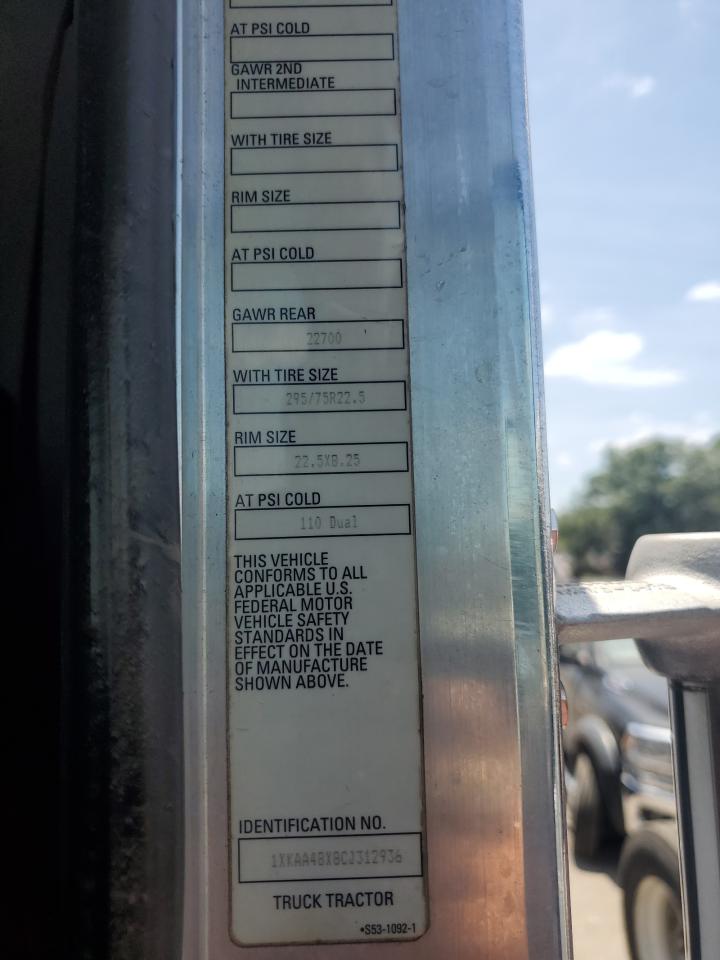 AT PSI COLD
GAWR 2ND
INTERMEDIATE
WITH TIRE SIZE
RIM SIZE
AT PSI COLD
GAWR REAR
22700
WITH TIRE SIZE
295/75R22.5
RIM SIZE
22.5X8.25
AT PSI COLD
110 Dual
THIS VEHICLE
CONFORMS TO ALL
APPLICABLE U.S.
FEDERAL MOTOR
VEHICLE SAFETY
STANDARDS IN
EFFECT ON THE DATE
OF MANUFACTURE
SHOWN ABOVE.
IDENTIFICATION NO.
1XKAA48X8CJ312936
TRUCK TRACTOR
•S53-1092-1